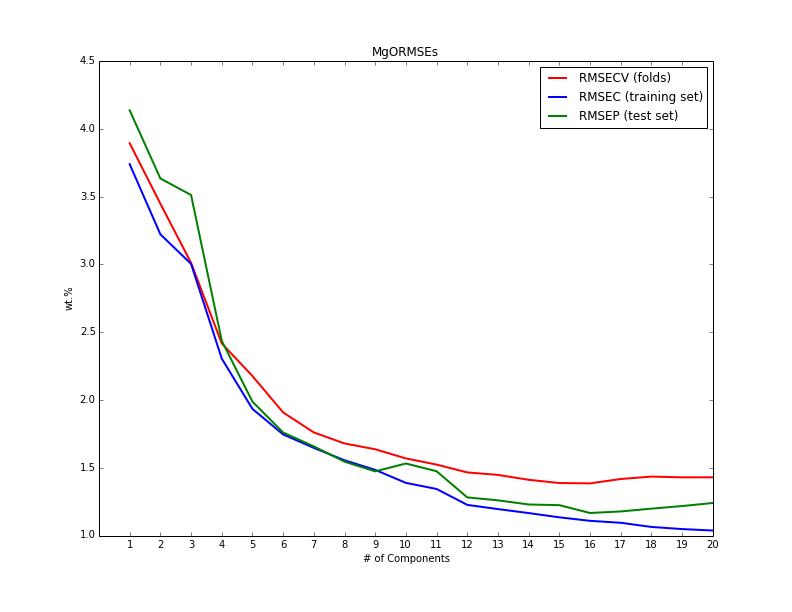 MgORMSEs
RMSECV (folds)
RMSEC (training set)
RMSEP (test set)
4.5
4.0
3.5
3.0
2.5
2.0
1.5
1.0
wt.%
1 2 3 4 5 6 7 8 9 10 11 12 13 14 15 16 17 18 19 20
# of Components